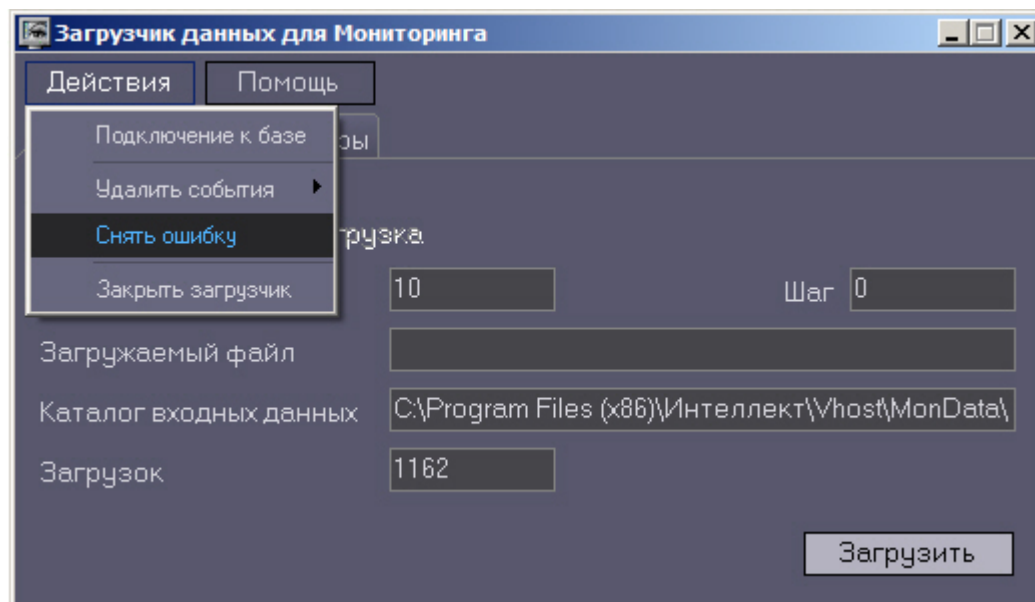 Загрузчик данных для Мониторинга
Действия Помощь
Подключение к базе
ры
Удалить события
Снять ошибку
грузка
Закрыть загрузчик
10 Шаг 0
Загружаемый файл
Каталог входных данных C:\Program Files (x86)\Интеллект\Vhost\MonData\
Загрузок 1162
Загрузить